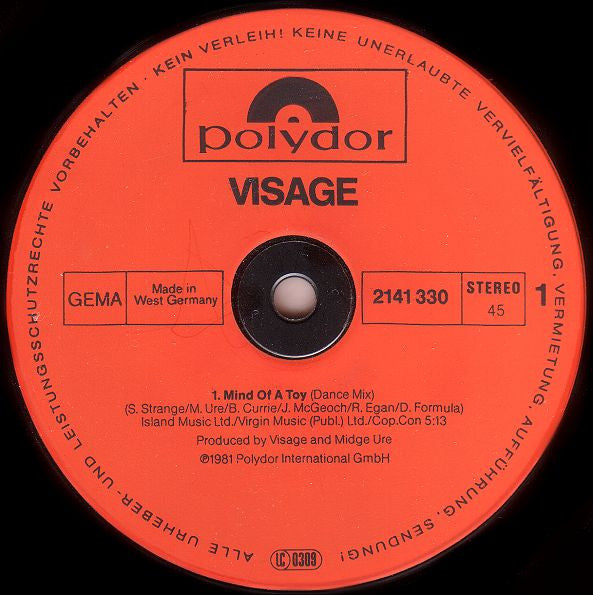 ALLE URHEBER- UND LEISTUNGSSCHUTZRECHTE VORBEHALTEN · KEIN VERLEIH! KEINE UNERLAUBTE VERVIELFÄLTIGUNG, VERMIETUNG, AUFFÜHRUNG, SENDUNG!
polydor
VISAGE
GEMA
Made in
West Germany
2141 330
STEREO
45
1
1. Mind Of A Toy (Dance Mix)
(S. Strange/M. Ure/B. Currie/J. McGeoch/R. Egan/D. Formula)
Island Music Ltd./Virgin Music (Publ.) Ltd./Cop.Con 5:13
Produced by Visage and Midge Ure
℗1981 Polydor International GmbH
LC 0309